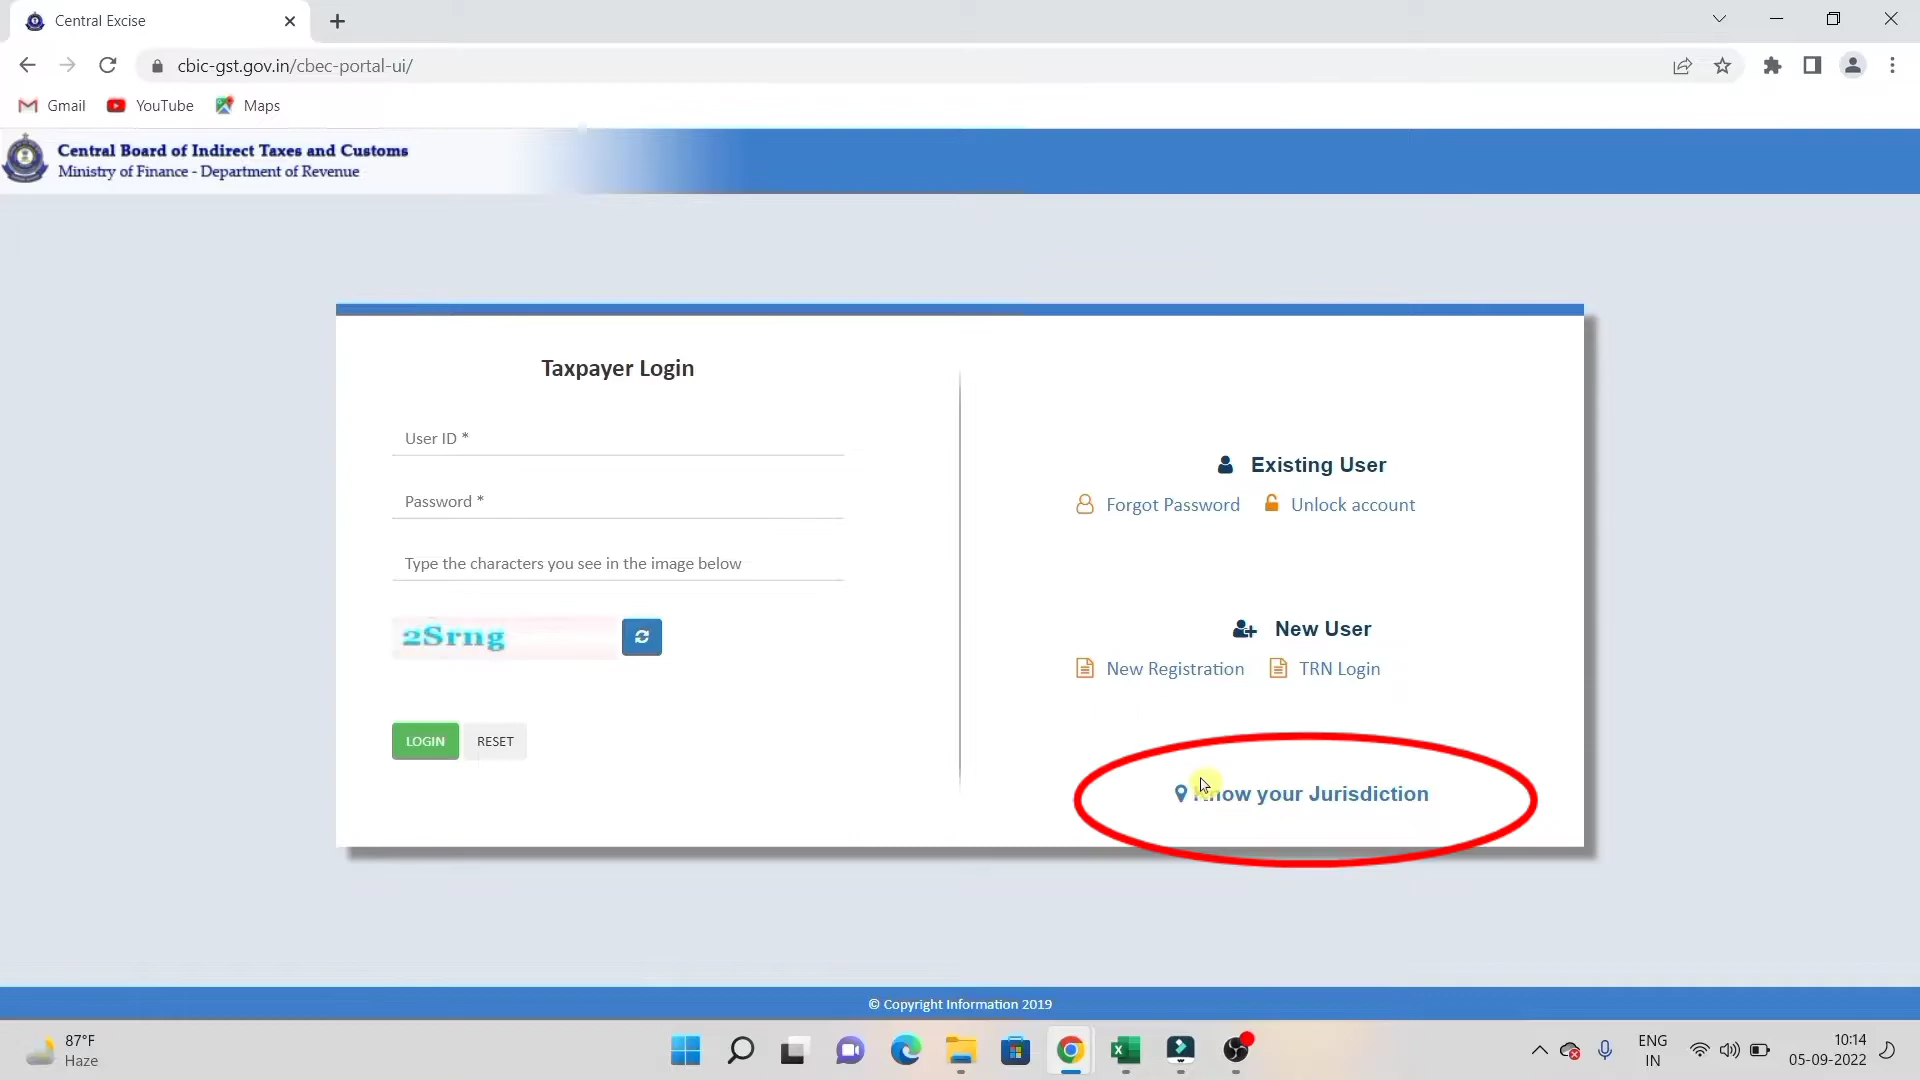 Central Excise
cbic-gst.gov.in/cbec-portal-ui/
Gmail YouTube Maps
Central Board of Indirect Taxes and Customs
Ministry of Finance - Department of Revenue
Taxpayer Login
User ID *
Password *
Type the characters you see in the image below
2Srng
LOGIN RESET
Existing User
Forgot Password Unlock account
New User
New Registration TRN Login
your Jurisdiction
© Copyright Information 2019
87°F
Haze
ENG
IN
10:14
05-09-2022